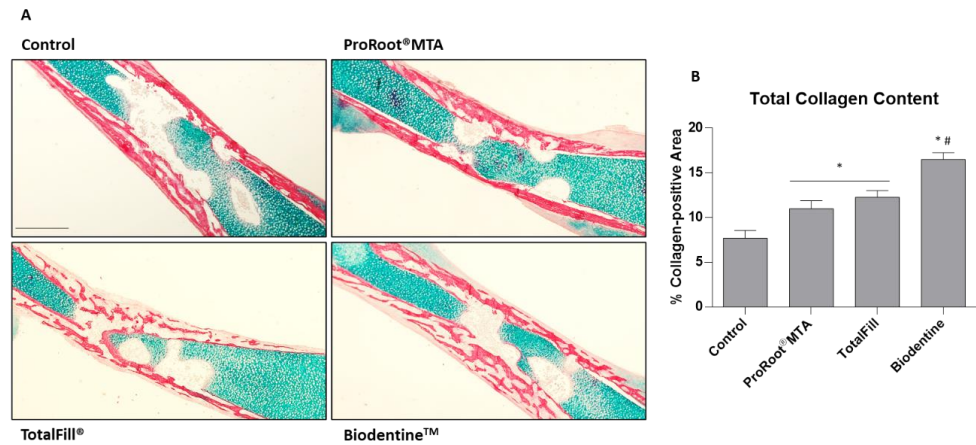 A
Control
ProRoot®MTA
TotalFill®
Biodentine™
B
Total Collagen Content
% Collagen-positive Area
20
15
10
5
0
*
* #
Control
ProRoot®MTA
TotalFill
Biodentine